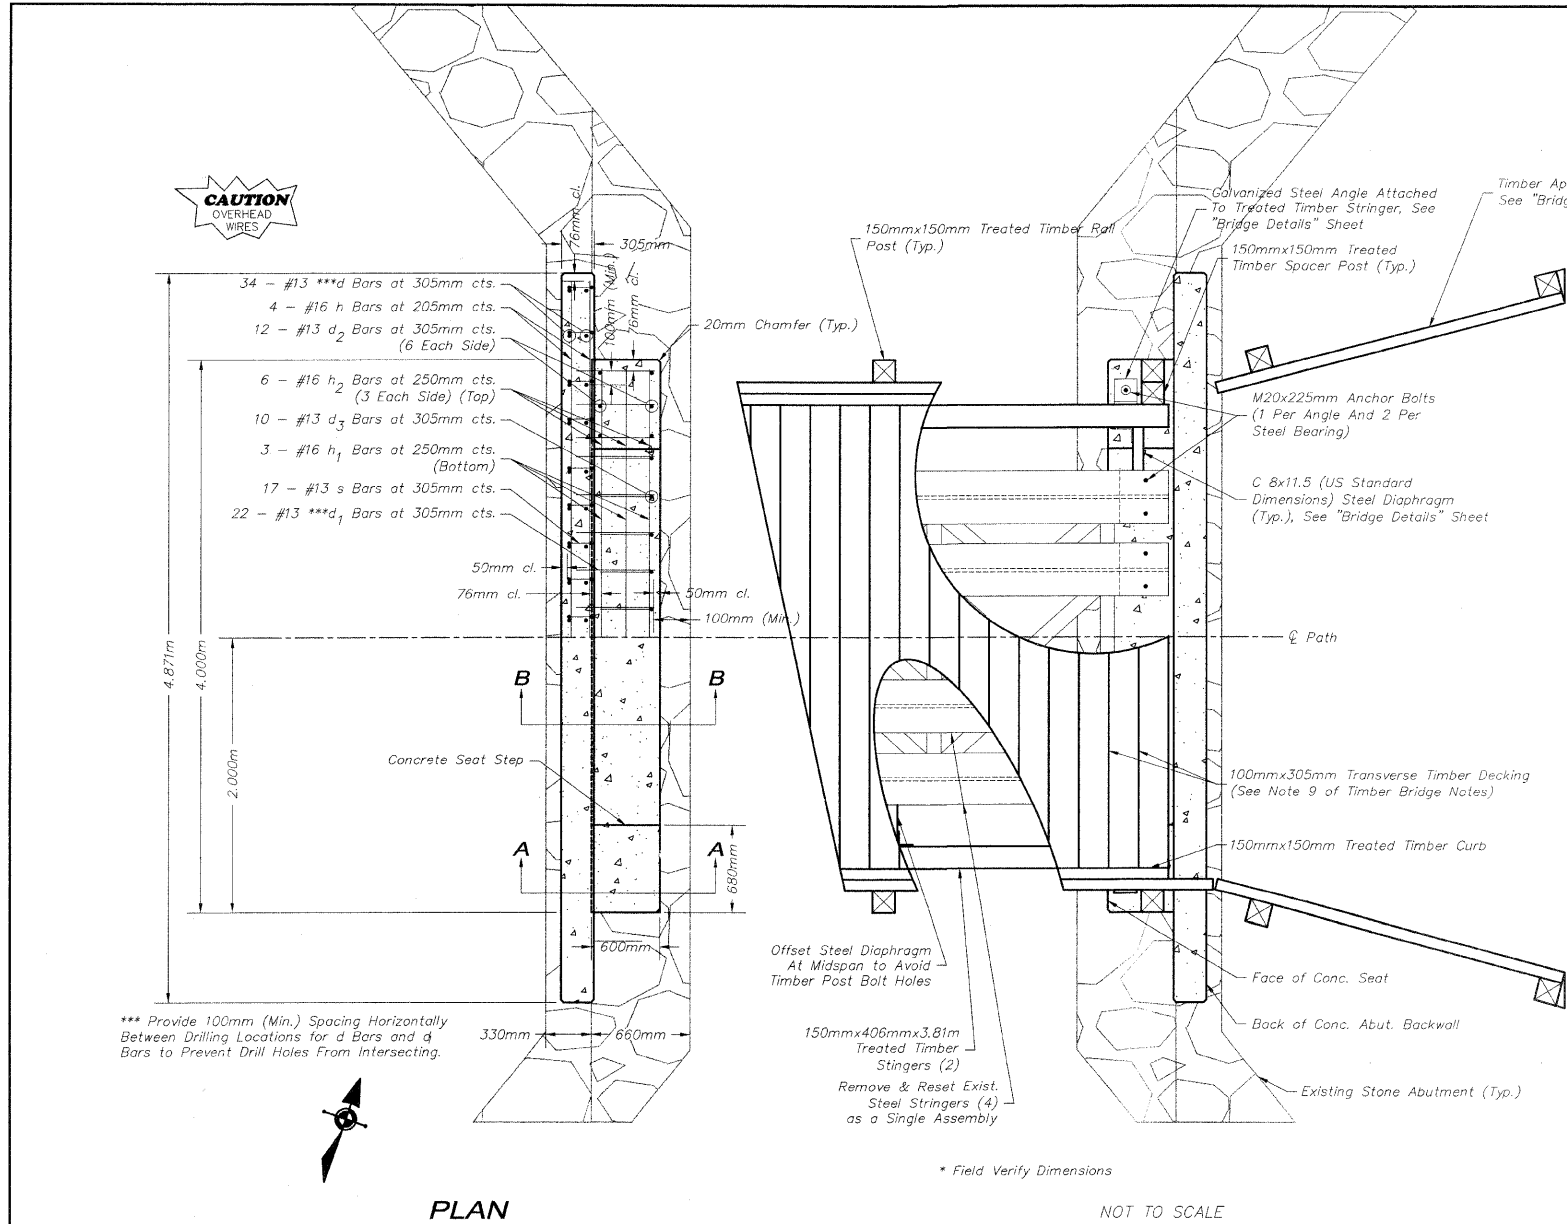 CAUTION
OVERHEAD
WIRES
76mm cl.
305mm
100mm (Min.)
76mm cl.
34 - #13 ***d Bars at 305mm cts.
4 - #16 h Bars at 205mm cts.
12 - #13 d2 Bars at 305mm cts.
(6 Each Side)
6 - #16 h2 Bars at 250mm cts.
(3 Each Side) (Top)
10 - #13 d3 Bars at 305mm cts.
3 - #16 h1 Bars at 250mm cts.
(Bottom)
17 - #13 s Bars at 305mm cts.
22 - #13 ***d1 Bars at 305mm cts.
20mm Chamfer (Typ.)
50mm cl.
76mm cl.
50mm cl.
100mm (Min.)
4.871m
4.000m
2.000m
B
B
Concrete Seat Step
A
A
680mm
600mm
330mm
660mm
*** Provide 100mm (Min.) Spacing Horizontally
Between Drilling Locations for d Bars and d1
Bars to Prevent Drill Holes From Intersecting.
PLAN
150mmx150mm Treated Timber Rail
Post (Typ.)
Galvanized Steel Angle Attached
To Treated Timber Stringer, See
"Bridge Details" Sheet
150mmx150mm Treated
Timber Spacer Post (Typ.)
Timber Ap
See "Bridg
M20x225mm Anchor Bolts
(1 Per Angle And 2 Per
Steel Bearing)
C 8x11.5 (US Standard
Dimensions) Steel Diaphragm
(Typ.), See "Bridge Details" Sheet
℄ Path
100mmx305mm Transverse Timber Decking
(See Note 9 of Timber Bridge Notes)
150mmx150mm Treated Timber Curb
Offset Steel Diaphragm
At Midspan to Avoid
Timber Post Bolt Holes
150mmx406mmx3.81m
Treated Timber
Stingers (2)
Remove & Reset Exist.
Steel Stringers (4)
as a Single Assembly
Face of Conc. Seat
Back of Conc. Abut. Backwall
Existing Stone Abutment (Typ.)
* Field Verify Dimensions
NOT TO SCALE